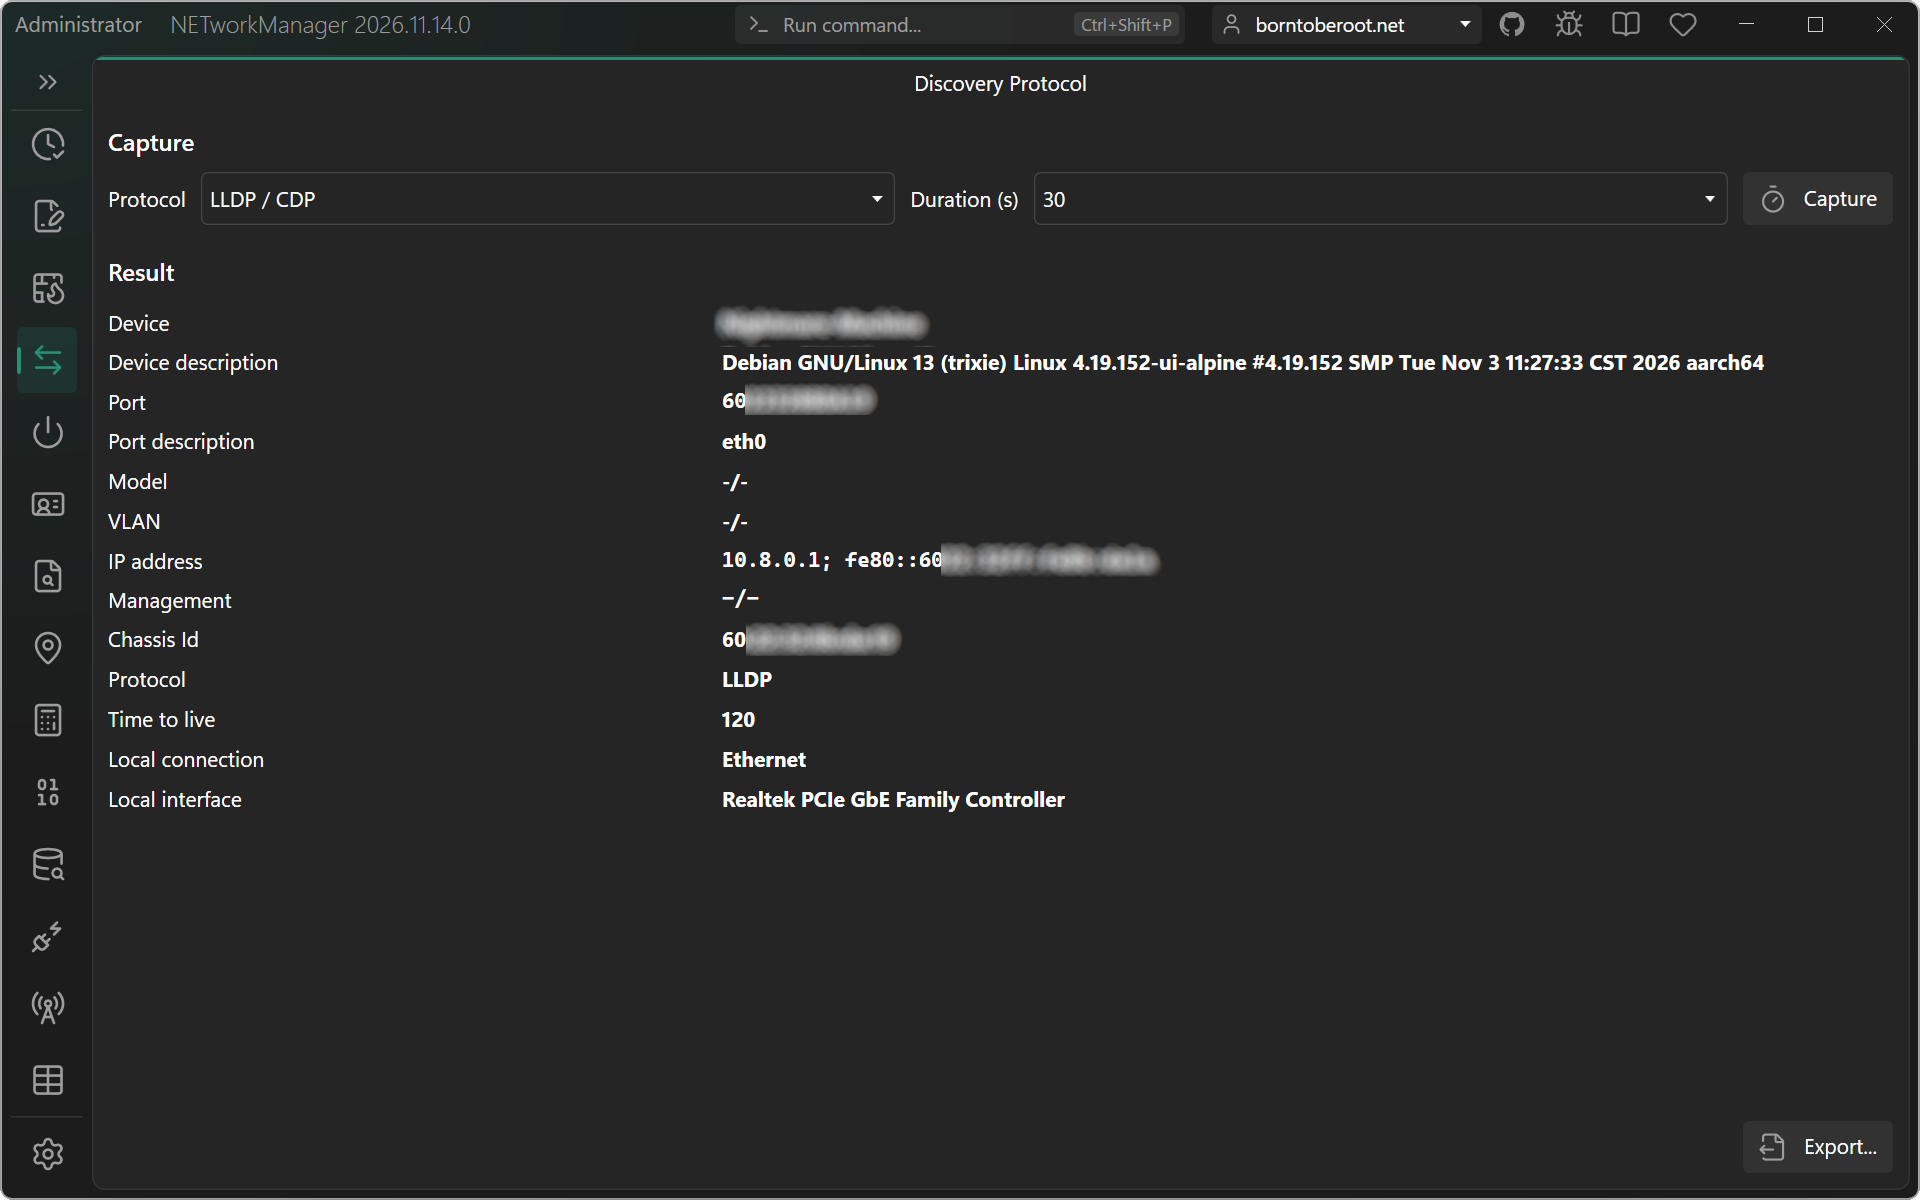 Administrator NETworkManager 2026.11.14.0 Run command... Ctrl+Shift+P borntoberoot.net
Discovery Protocol
Capture
Protocol LLDP / CDP Duration (s) 30 Capture
Result
Device
Device description Debian GNU/Linux 13 (trixie) Linux 4.19.152-ui-alpine #4.19.152 SMP Tue Nov 3 11:27:33 CST 2026 aarch64
Port 60
Port description eth0
Model -/-
VLAN -/-
IP address 10.8.0.1; fe80::60
Management -/-
Chassis Id 60
Protocol LLDP
Time to live 120
Local connection Ethernet
Local interface Realtek PCIe GbE Family Controller
Export...